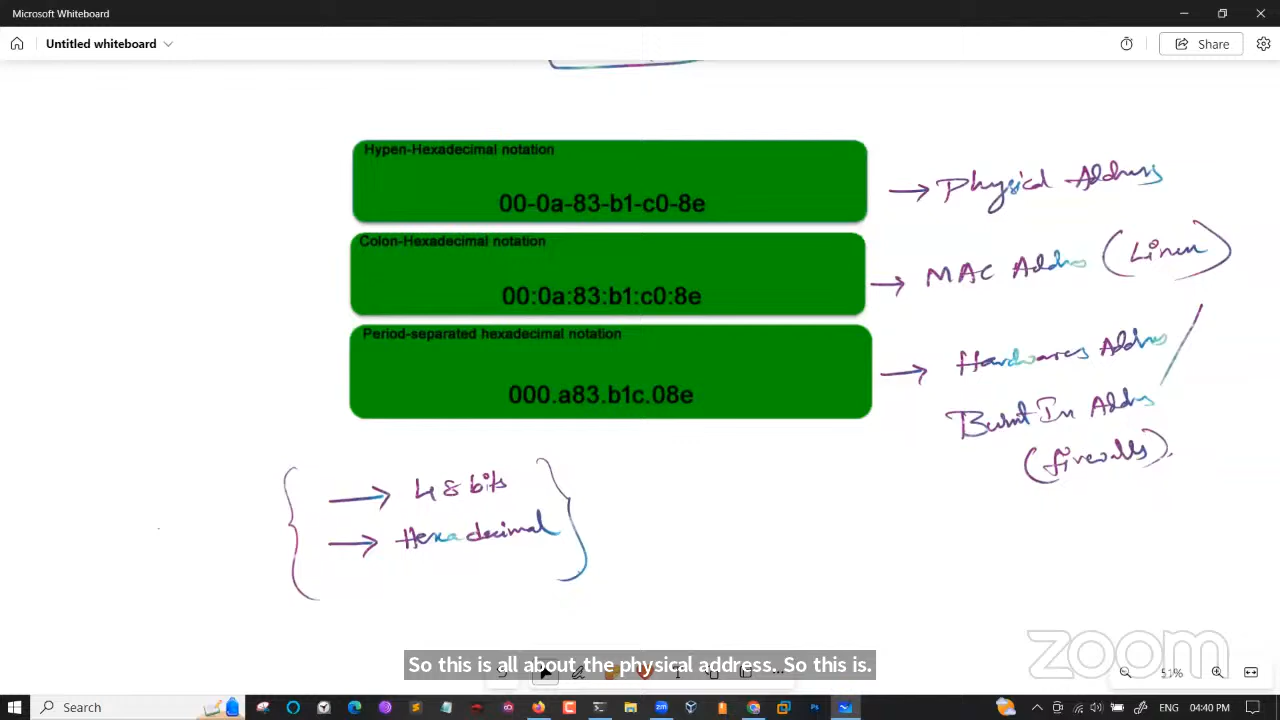 Microsoft Whiteboard
Untitled whiteboard
Share
Hypen-Hexadecimal notation
00-0a-83-b1-c0-8e
→ Physical Address
Colon-Hexadecimal notation
00:0a:83:b1:c0:8e
→ MAC Addres (Linux)
Period-separated hexadecimal notation
000.a83.b1c.08e
→ Hardwares Addres /
Burnt In Addrs
(firewalls).
→ 48 bits
→ Hexadecimal
So this is all about the physical address. So this is.
zoom
51%
Search
ENG
04:40 PM